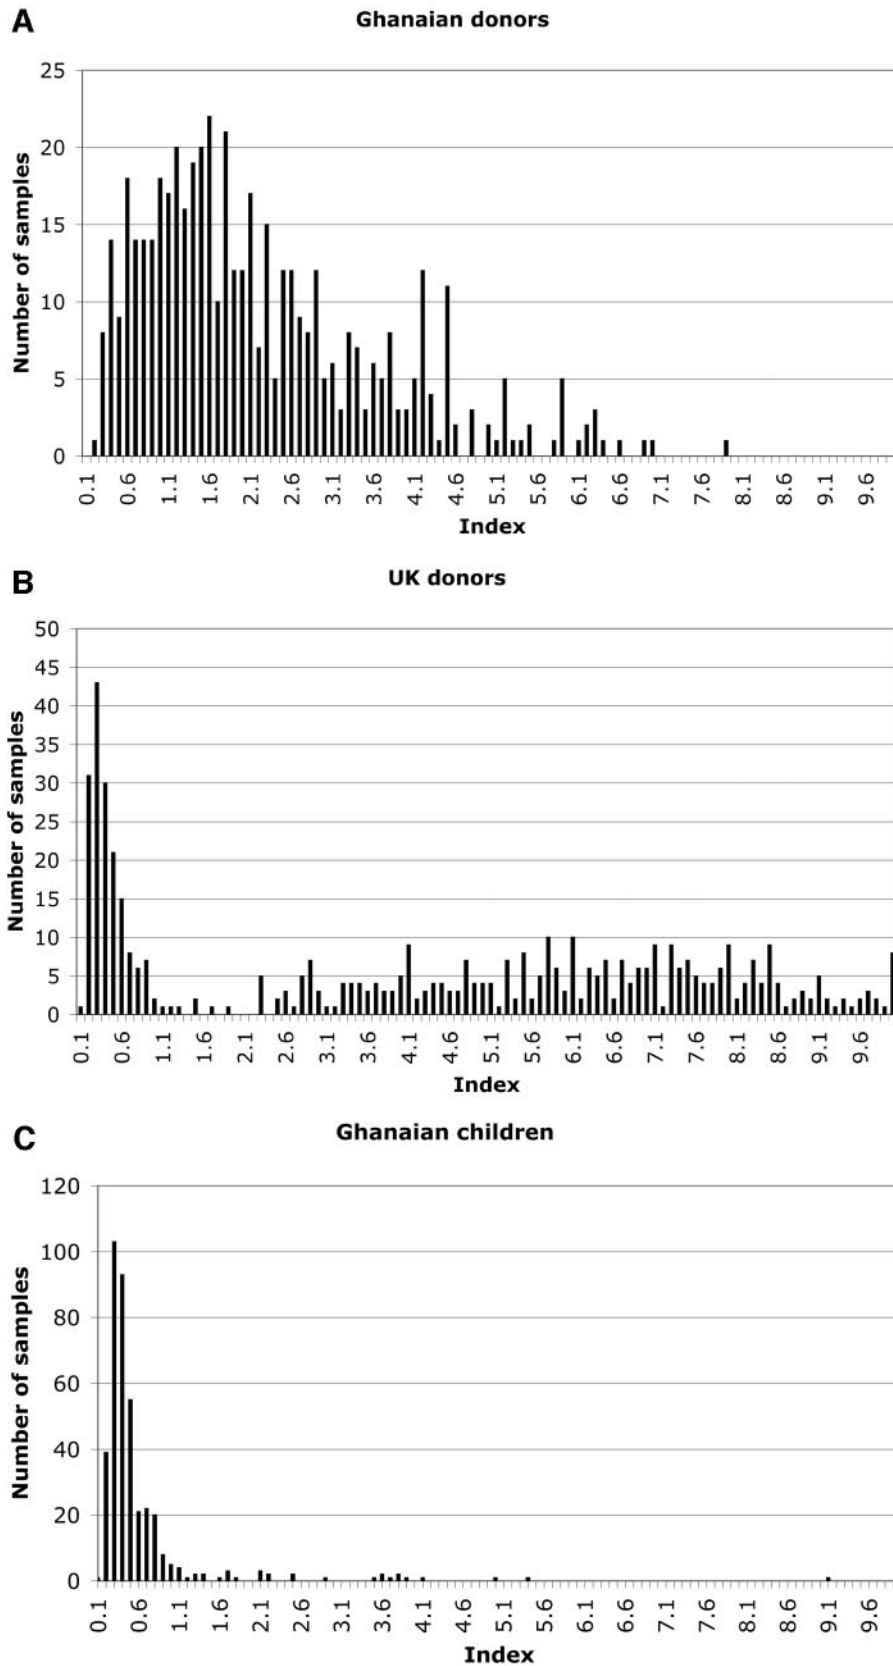 A
Ghanaian donors
Number of samples
25
20
15
10
5
0
0.1 0.6 1.1 1.6 2.1 2.6 3.1 3.6 4.1 4.6 5.1 5.6 6.1 6.6 7.1 7.6 8.1 8.6 9.1 9.6
Index
B
UK donors
Number of samples
50
45
40
35
30
25
20
15
10
5
0
0.1 0.6 1.1 1.6 2.1 2.6 3.1 3.6 4.1 4.6 5.1 5.6 6.1 6.6 7.1 7.6 8.1 8.6 9.1 9.6
Index
C
Ghanaian children
Number of samples
120
100
80
60
40
20
0
0.1 0.6 1.1 1.6 2.1 2.6 3.1 3.6 4.1 4.6 5.1 5.6 6.1 6.6 7.1 7.6 8.1 8.6 9.1 9.6
Index